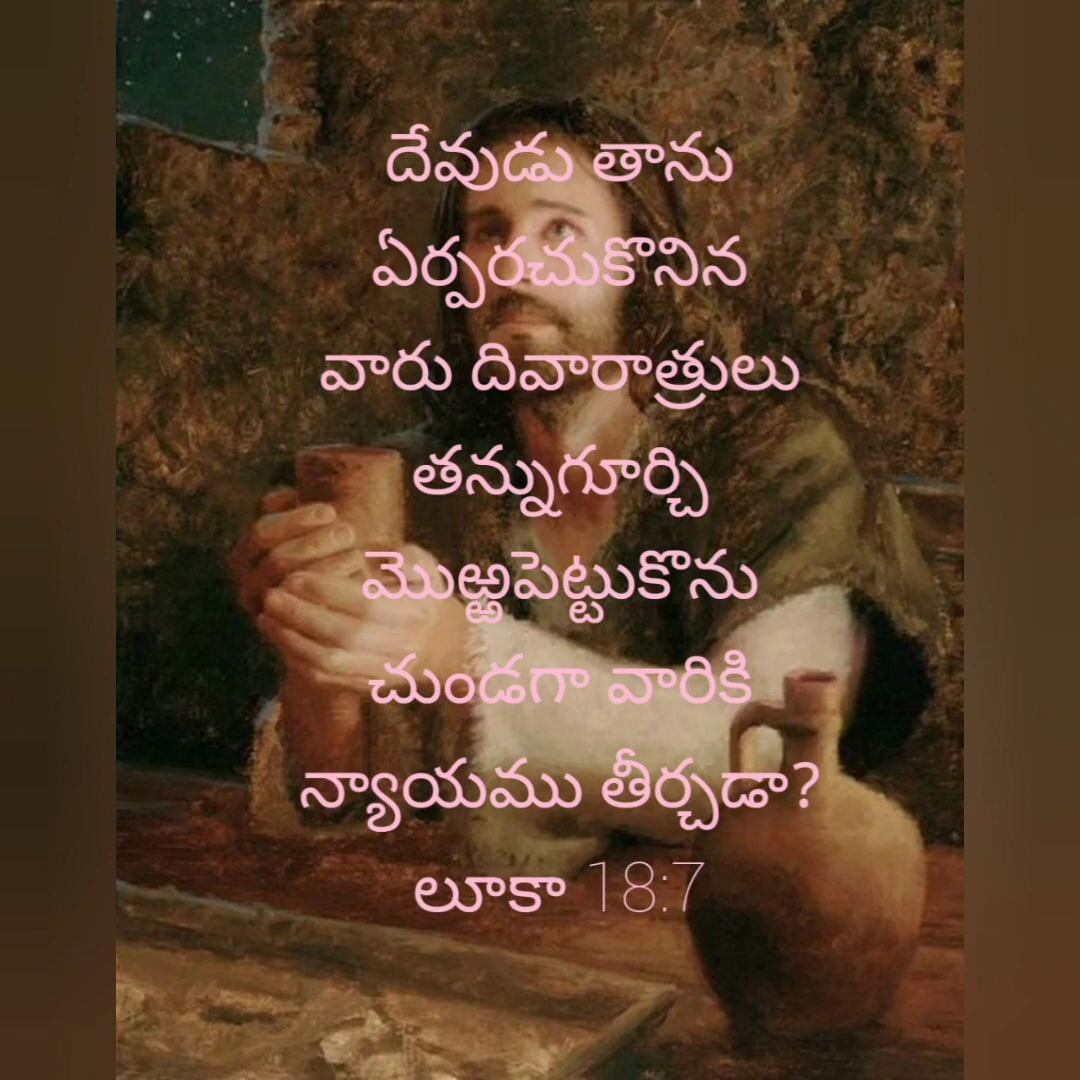 దేవుడు తాను
ఏర్పరచుకొనిన
వారు దివారాత్రులు
తన్నుగూర్చి
మొఱ్ఱపెట్టుకొను
చుండగా వారికి
న్యాయము తీర్చడా?
లూకా 18:7